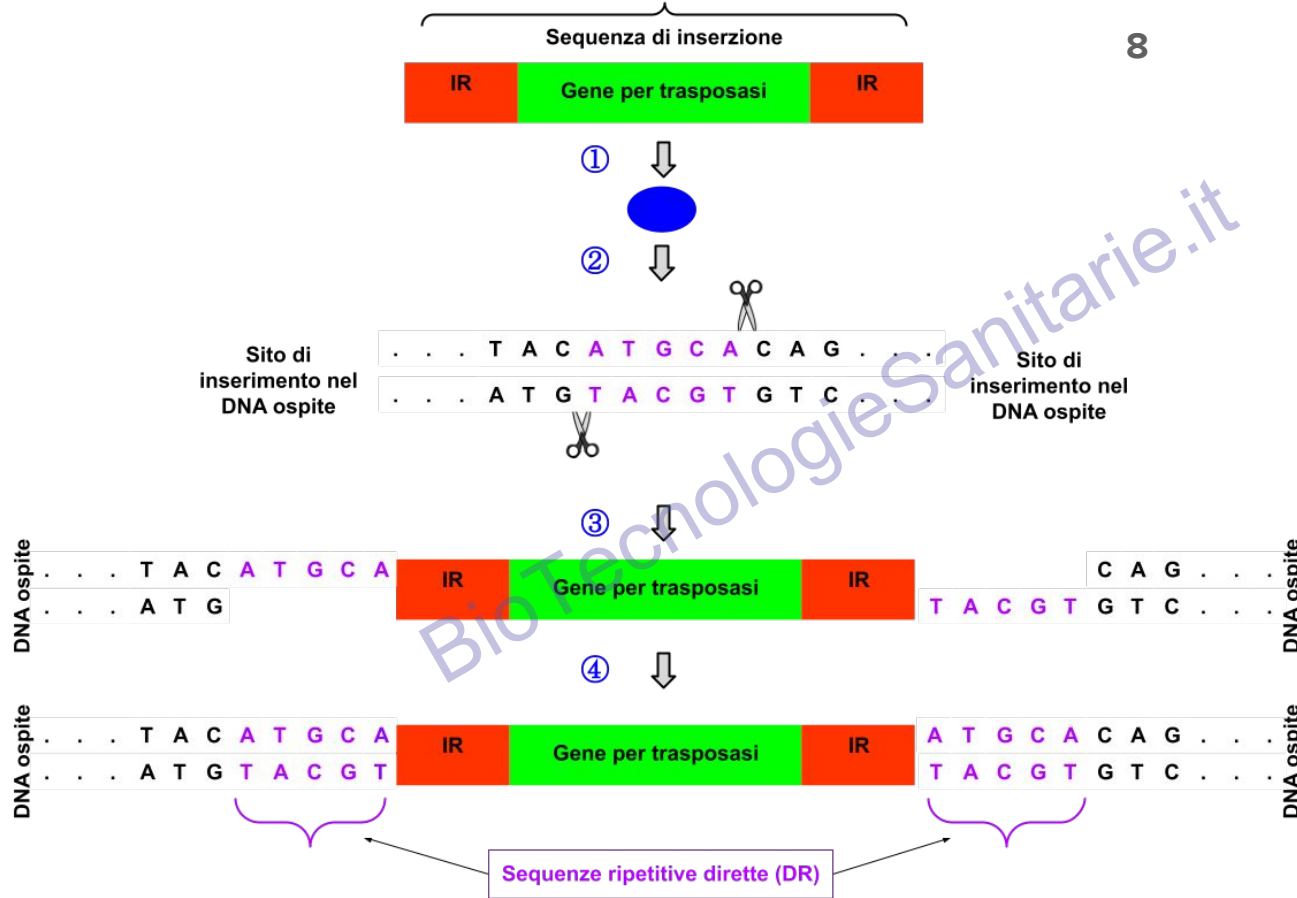 Sequenza di inserzione
8
IR Gene per trasposasi IR
①
②
. . . T A C A T G C A C A G . . .
. . . A T G T A C G T G T C . . .
Sito di
inserimento nel
DNA ospite
Sito di
inserimento nel
DNA ospite
③
DNA ospite
. . . T A C A T G C A
. . . A T G
IR Gene per trasposasi IR
C A G . . .
T A C G T G T C . . .
DNA ospite
④
DNA ospite
. . . T A C A T G C A
. . . A T G T A C G T
IR Gene per trasposasi IR
A T G C A C A G . . .
T A C G T G T C . . .
DNA ospite
Sequenze ripetitive dirette (DR)
BioTecnologieSanitarie.it